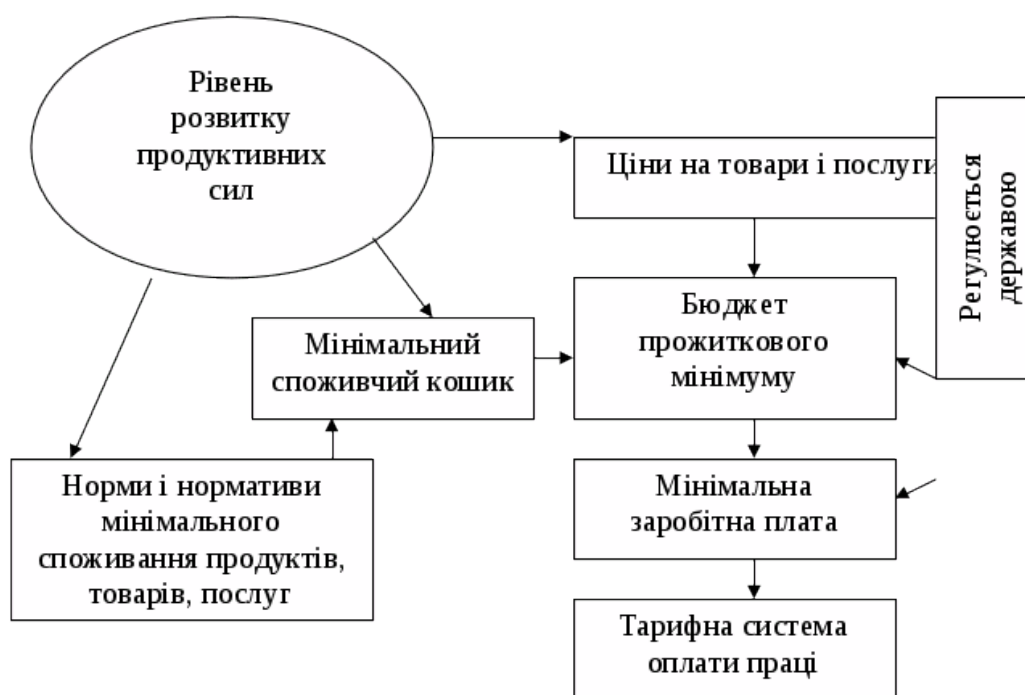 Рівень
розвитку
продуктивних
сил
Ціни на товари і послуги
Регулюється
державою
Бюджет
прожиткового
мінімуму
Мінімальний
споживчий кошик
Норми і нормативи
мінімального
споживання продуктів,
товарів, послуг
Мінімальна
заробітна плата
Тарифна система
оплати праці